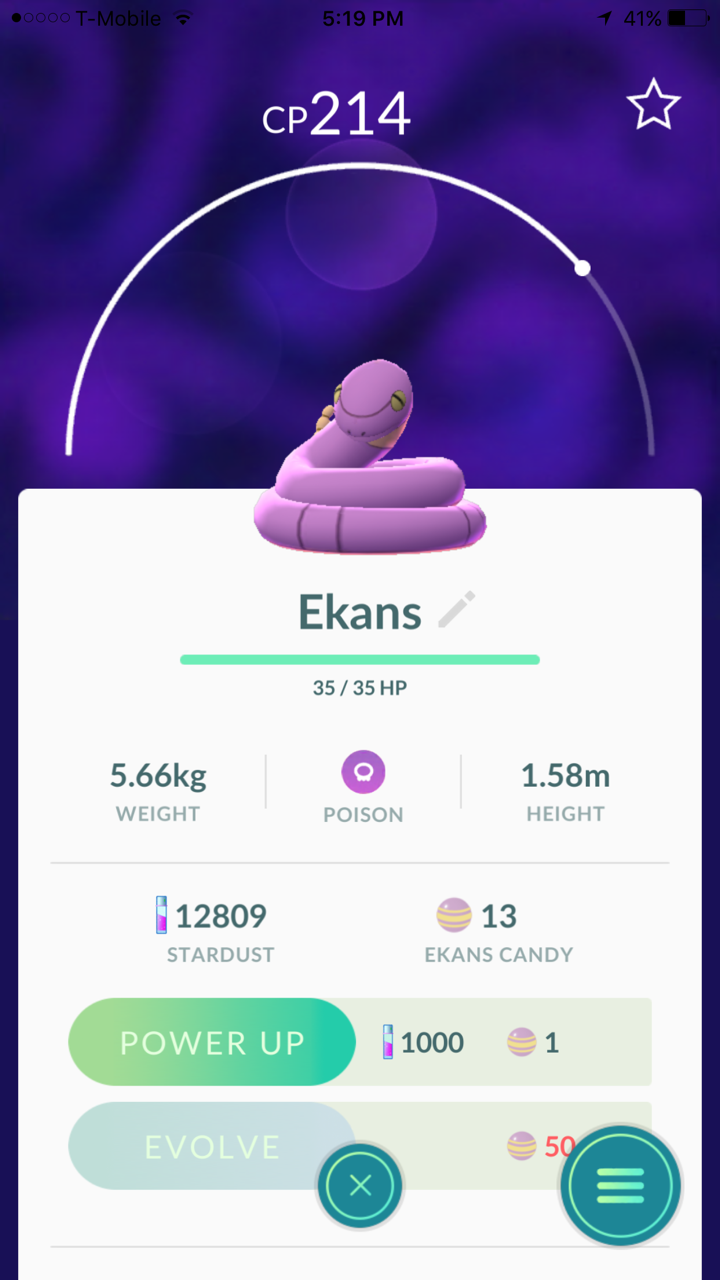 T-Mobile 5:19 PM 41%
CP214
Ekans
35 / 35 HP
5.66kg 1.58m
WEIGHT POISON HEIGHT
12809 13
STARDUST EKANS CANDY
POWER UP 1000 1
EVOLVE 50